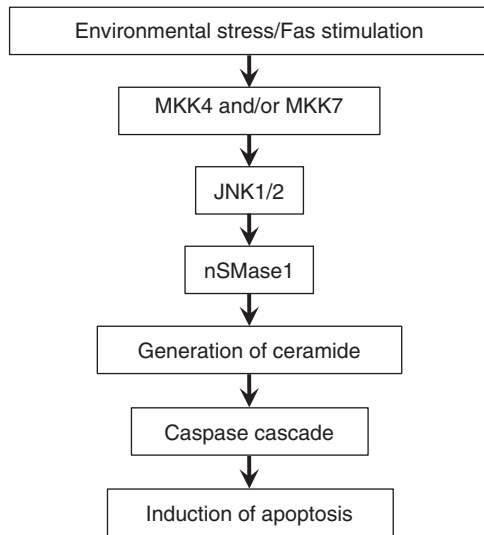 Environmental stress/Fas stimulation
MKK4 and/or MKK7
JNK1/2
nSMase1
Generation of ceramide
Caspase cascade
Induction of apoptosis